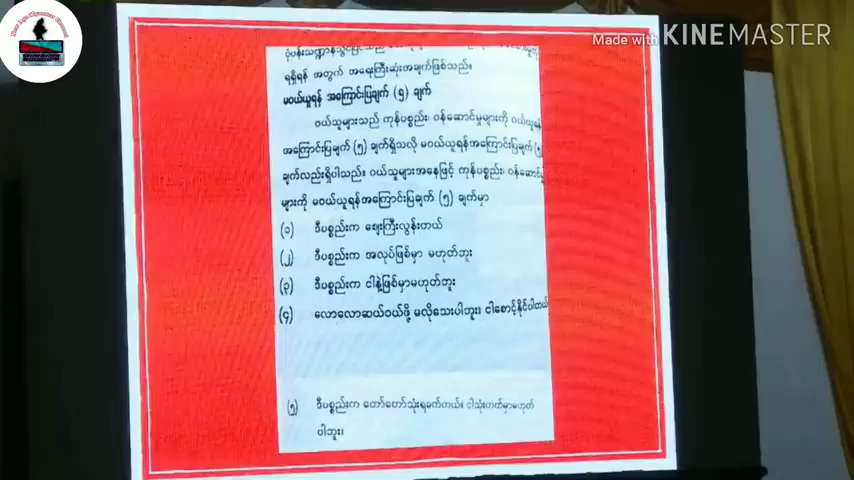 Made with KINEMASTER
ရရှိရန် အတွက် အရေးကြီးဆုံးအချက်ဖြစ်သည်။
မဝယ်ယူရန် အကြောင်းပြချက် (၅) ချက်
ဝယ်သူများသည် ကုန်ပစ္စည်း၊ ဝန်ဆောင်မှုများကို ဝယ်ယူရန်
အကြောင်းပြချက် (၅) ချက်ရှိသလို မဝယ်ယူရန်အကြောင်းပြချက် (၅)
ချက်လည်းရှိပါသည်။ ဝယ်သူများအနေဖြင့် ကုန်ပစ္စည်း၊ ဝန်ဆောင်မှု
များကို မဝယ်ယူရန်အကြောင်းပြချက် (၅) ချက်မှာ
(၁) ဒီပစ္စည်းက ဈေးကြီးလွန်းတယ်
(၂) ဒီပစ္စည်းက အလုပ်ဖြစ်မှာ မဟုတ်ဘူး
(၃) ဒီပစ္စည်းက ငါနဲ့ဖြစ်မှာမဟုတ်ဘူး
(၄) လောလောဆယ်ဝယ်ဖို့ မလိုသေးပါဘူး၊ ငါစောင့်နိုင်ပါတယ်
(၅) ဒီပစ္စည်းက တော်တော်သုံးရခက်တယ်။ ငါသုံးတတ်မှာမဟုတ်
ပါဘူး။